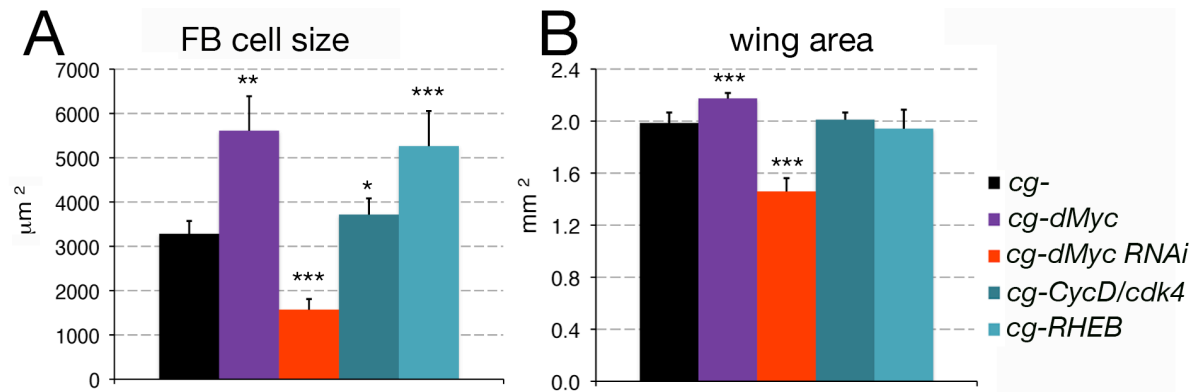 A
FB cell size
7000
6000
5000
4000
3000
2000
1000
0
µm 2
**
***
*
***
B
wing area
2.4
2.0
1.6
1.2
0.8
0.4
0.0
mm 2
***
***
cg-
cg-dMyc
cg-dMyc RNAi
cg-CycD/cdk4
cg-RHEB